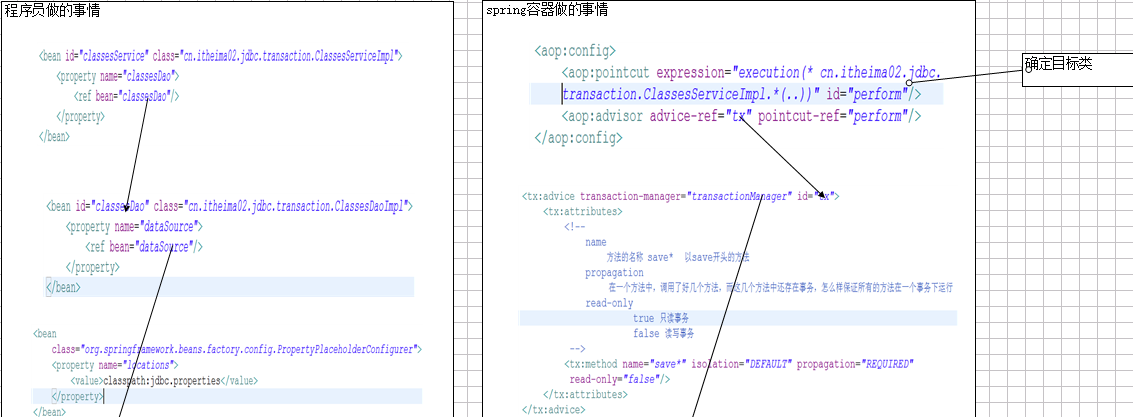 程序员做的事情
<bean id="classesService" class="cn.itheima02.jdbc.transaction.ClassesServiceImpl">
<property name="classesDao">
<ref bean="classesDao"/>
</property>
</bean>
<bean id="classesDao" class="cn.itheima02.jdbc.transaction.ClassesDaoImpl">
<property name="dataSource">
<ref bean="dataSource"/>
</property>
</bean>
<bean
class="org.springframework.beans.factory.config.PropertyPlaceholderConfigurer">
<property name="locations">
<value>classpath:jdbc.properties</value>
</property>
</bean>
spring容器做的事情
<aop:config>
<aop:pointcut expression="execution(* cn.itheima02.jdbc.
transaction.ClassesServiceImpl.*(..))" id="perform"/>
<aop:advisor advice-ref="tx" pointcut-ref="perform"/>
</aop:config>
确定目标类
<tx:advice transaction-manager="transactionManager" id="tx">
<tx:attributes>
<!--
name
方法的名称 save* 以save开头的方法
propagation
在一个方法中，调用了好几个方法，而这几个方法中还存在事务，怎么样保证所有的方法在一个事务下运行
read-only
true 只读事务
false 读写事务
-->
<tx:method name="save*" isolation="DEFAULT" propagation="REQUIRED"
read-only="false"/>
</tx:attributes>
</tx:advice>